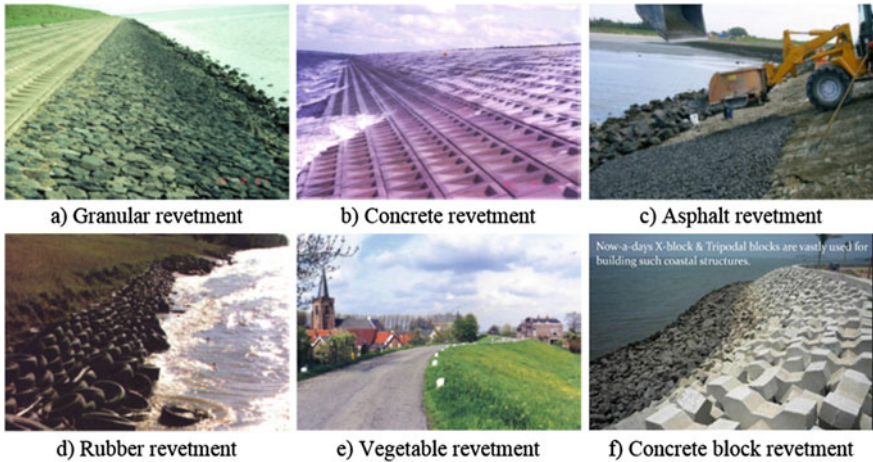 a) Granular revetment
b) Concrete revetment
c) Asphalt revetment
Now-a-days X-block & Tripodal blocks are vastly used for
building such coastal structures.
d) Rubber revetment
e) Vegetable revetment
f) Concrete block revetment